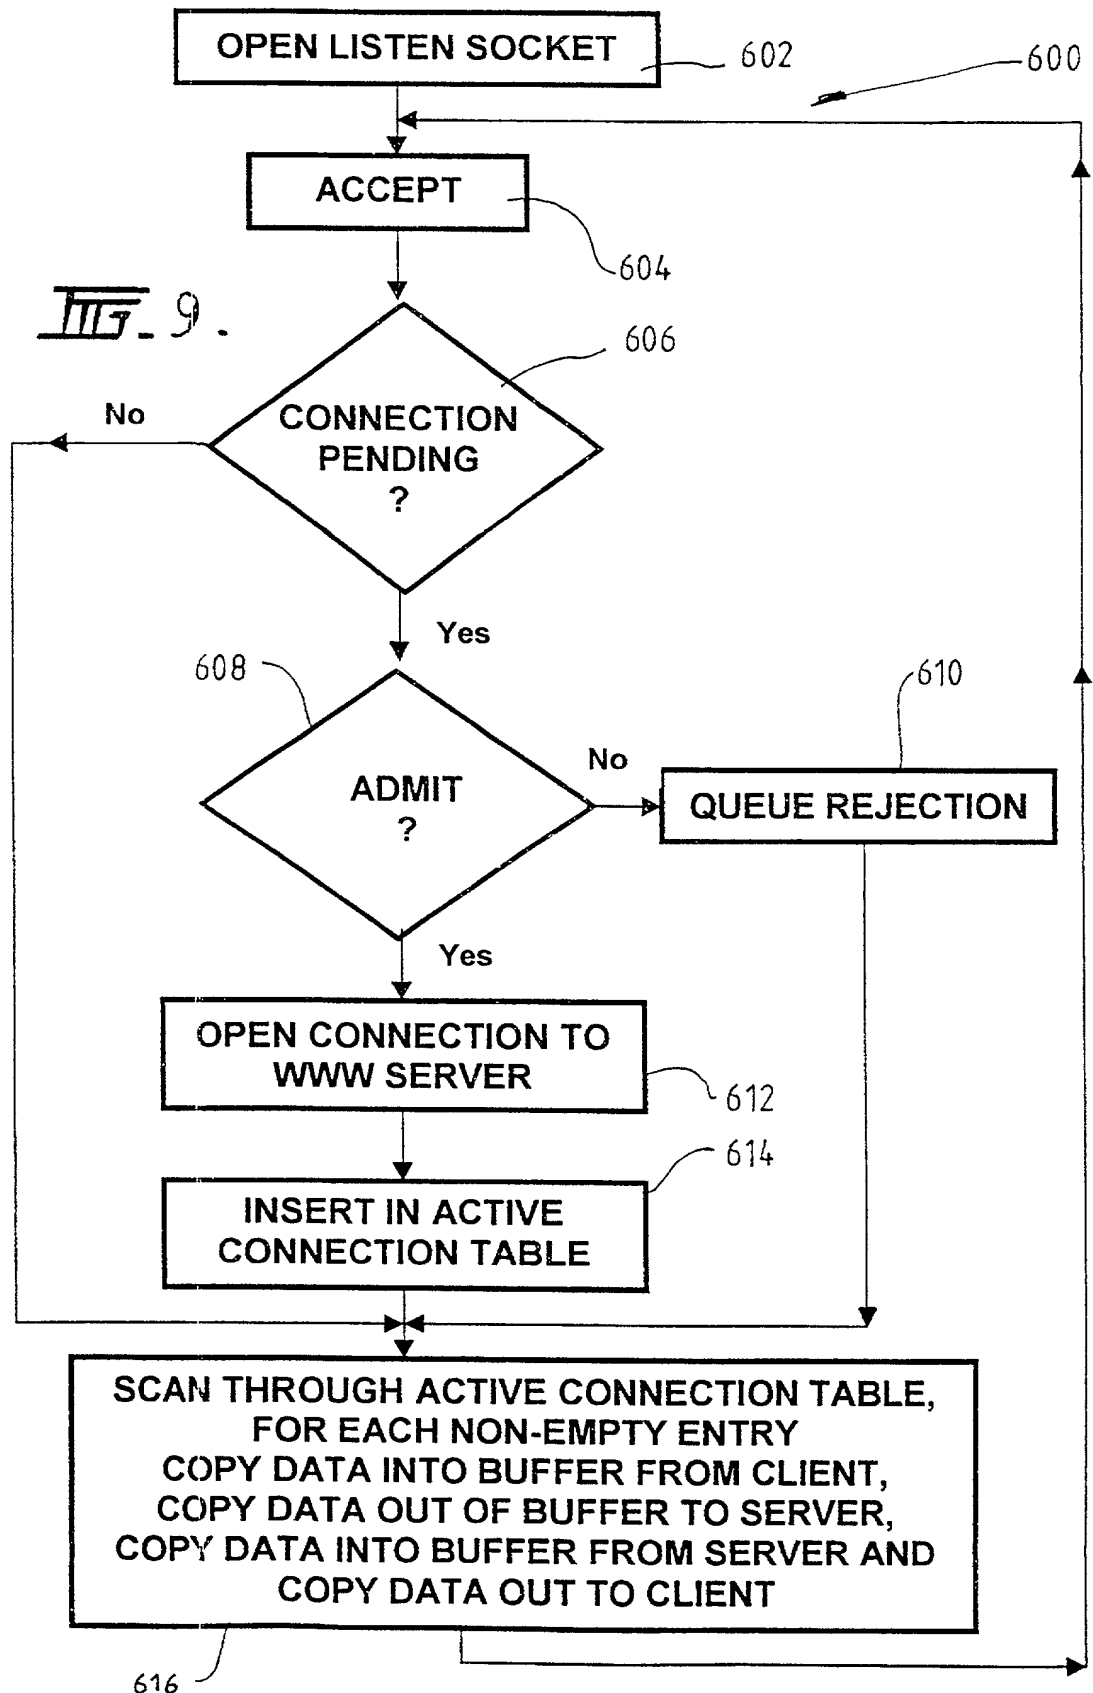 OPEN LISTEN SOCKET
602
600
ACCEPT
604
FIG. 9.
606
CONNECTION
PENDING
?
No
Yes
608
610
ADMIT
?
No
QUEUE REJECTION
Yes
OPEN CONNECTION TO
WWW SERVER
612
614
INSERT IN ACTIVE
CONNECTION TABLE
SCAN THROUGH ACTIVE CONNECTION TABLE,
FOR EACH NON-EMPTY ENTRY
COPY DATA INTO BUFFER FROM CLIENT,
COPY DATA OUT OF BUFFER TO SERVER,
COPY DATA INTO BUFFER FROM SERVER AND
COPY DATA OUT TO CLIENT
616